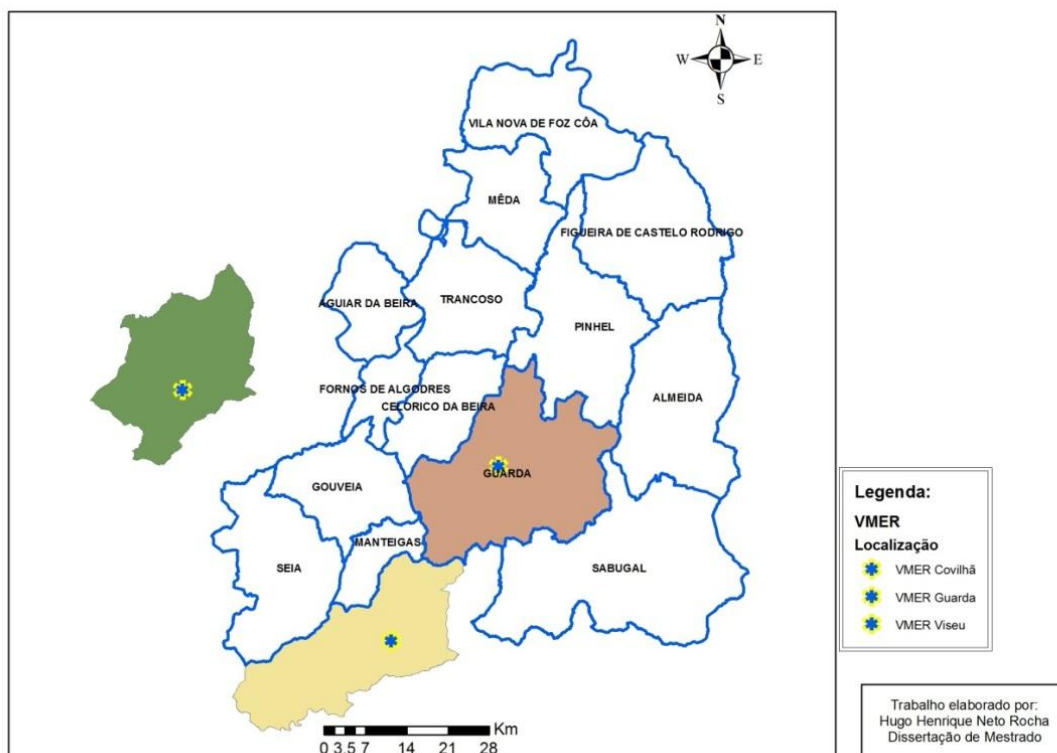 N
W E
S
VILA NOVA DE FOZ CÔA
MÊDA
FIGUEIRA DE CASTELO RODRIGO
AGUIAR DA BEIRA
TRANCOSO
PINHEL
FORNOS DE ALGODRES
CELORICO DA BEIRA
ALMEIDA
GUARDA
GOUVEIA
MANTEIGAS
SEIA
SABUGAL
Km
0 3.5 7 14 21 28
Legenda:
VMER
Localização
VMER Covilhã
VMER Guarda
VMER Viseu
Trabalho elaborado por:
Hugo Henrique Neto Rocha
Dissertação de Mestrado